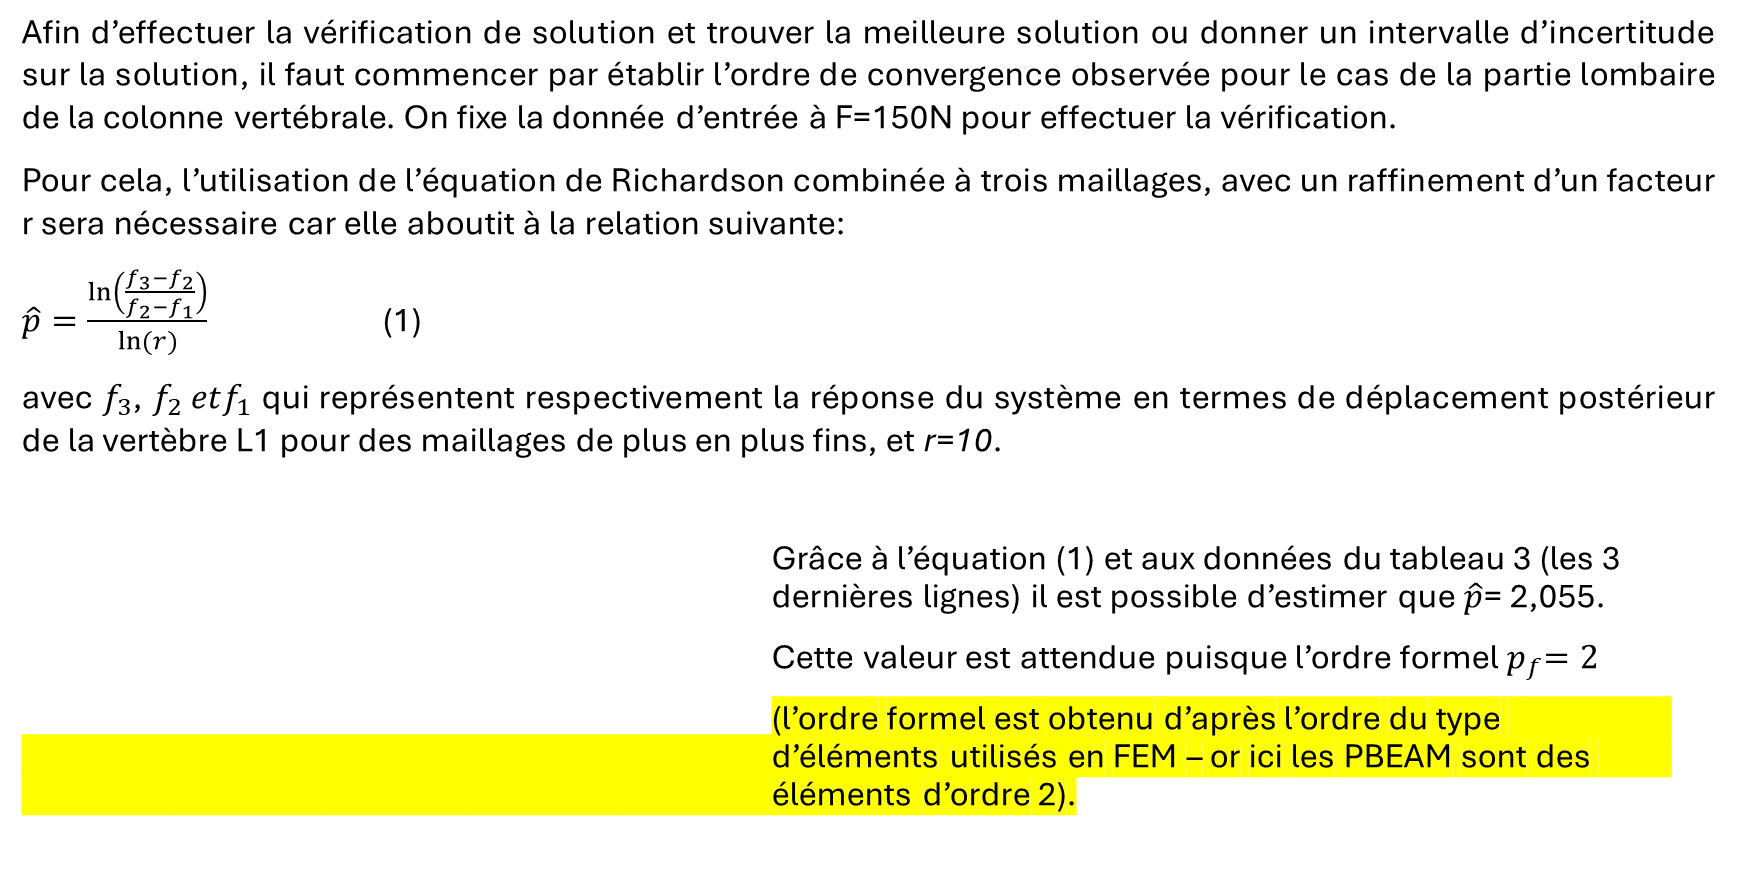 Afin d’effectuer la vérification de solution et trouver la meilleure solution ou donner un intervalle d’incertitude
sur la solution, il faut commencer par établir l’ordre de convergence observée pour le cas de la partie lombaire
de la colonne vertébrale. On fixe la donnée d’entrée à F=150N pour effectuer la vérification.
Pour cela, l’utilisation de l’équation de Richardson combinée à trois maillages, avec un raffinement d’un facteur
r sera nécessaire car elle aboutit à la relation suivante:
p̂ = ln((f₃−f₂)/(f₂−f₁))/ln(r) (1)
avec f₃, f₂ etf₁ qui représentent respectivement la réponse du système en termes de déplacement postérieur
de la vertèbre L1 pour des maillages de plus en plus fins, et r=10.
Grâce à l’équation (1) et aux données du tableau 3 (les 3
dernières lignes) il est possible d’estimer que p̂= 2,055.
Cette valeur est attendue puisque l’ordre formel p_f= 2
(l’ordre formel est obtenu d’après l’ordre du type
d’éléments utilisés en FEM – or ici les PBEAM sont des
éléments d’ordre 2).